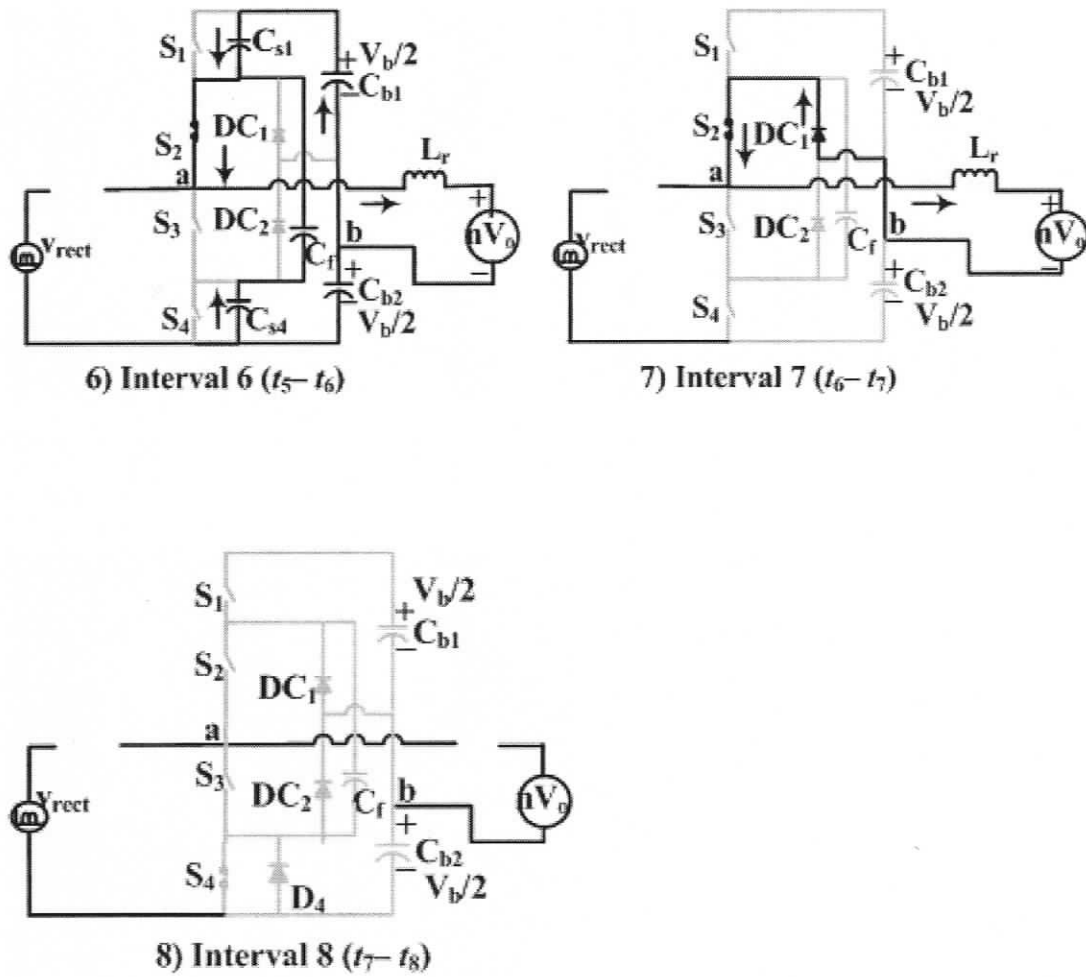 S1
Cs1
+ Vb/2
− Cb1
S2
DC1
Lr
a
+
S3
DC2
b
nVo
vrect
Cf
+
−
Cb2
S4
Cs4
− Vb/2
6) Interval 6 (t5– t6)
S1
+
Cb1
− Vb/2
S2
DC1
Lr
a
+
S3
DC2
b
nVo
vrect
Cf
+
−
Cb2
S4
− Vb/2
7) Interval 7 (t6– t7)
S1
Vb/2
+
Cb1
−
S2
DC1
a
S3
DC2
b
vrect
Cf
+
nVo
Cb2
S4
−
D4
Vb/2
8) Interval 8 (t7– t8)